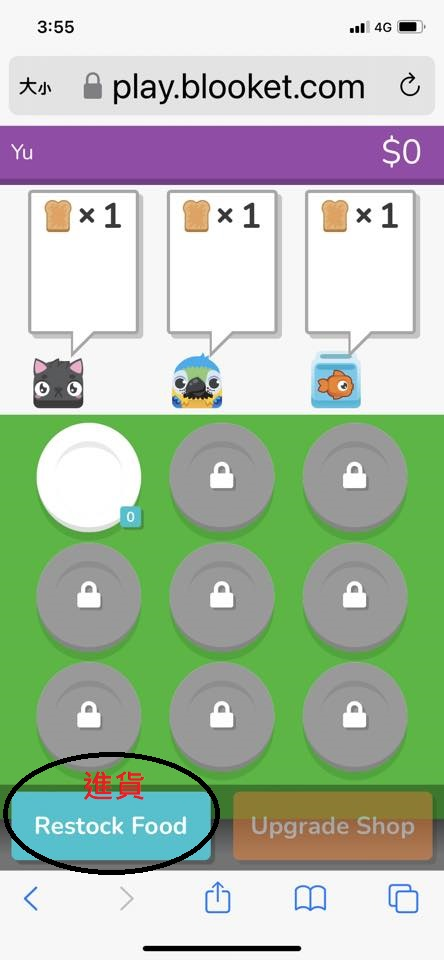 3:55
4G
大小 play.blooket.com
Yu $0
× 1 × 1 × 1
0
進貨
Restock Food Upgrade Shop